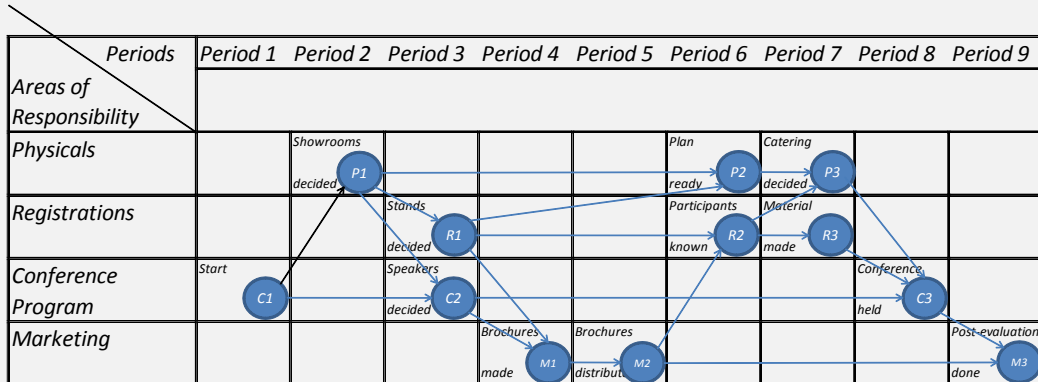 Periods Period 1 Period 2 Period 3 Period 4 Period 5 Period 6 Period 7 Period 8 Period 9
Areas of
Responsibility
Physicals Showrooms Plan Catering
P1 P2 P3
decided ready decided
Registrations Stands Participants Material
R1 R2 R3
decided known made
Conference Start Speakers Conference
Program C1 C2 C3
decided held
Marketing Brochures Brochures Post-evaluation
M1 M2 M3
made distribut done